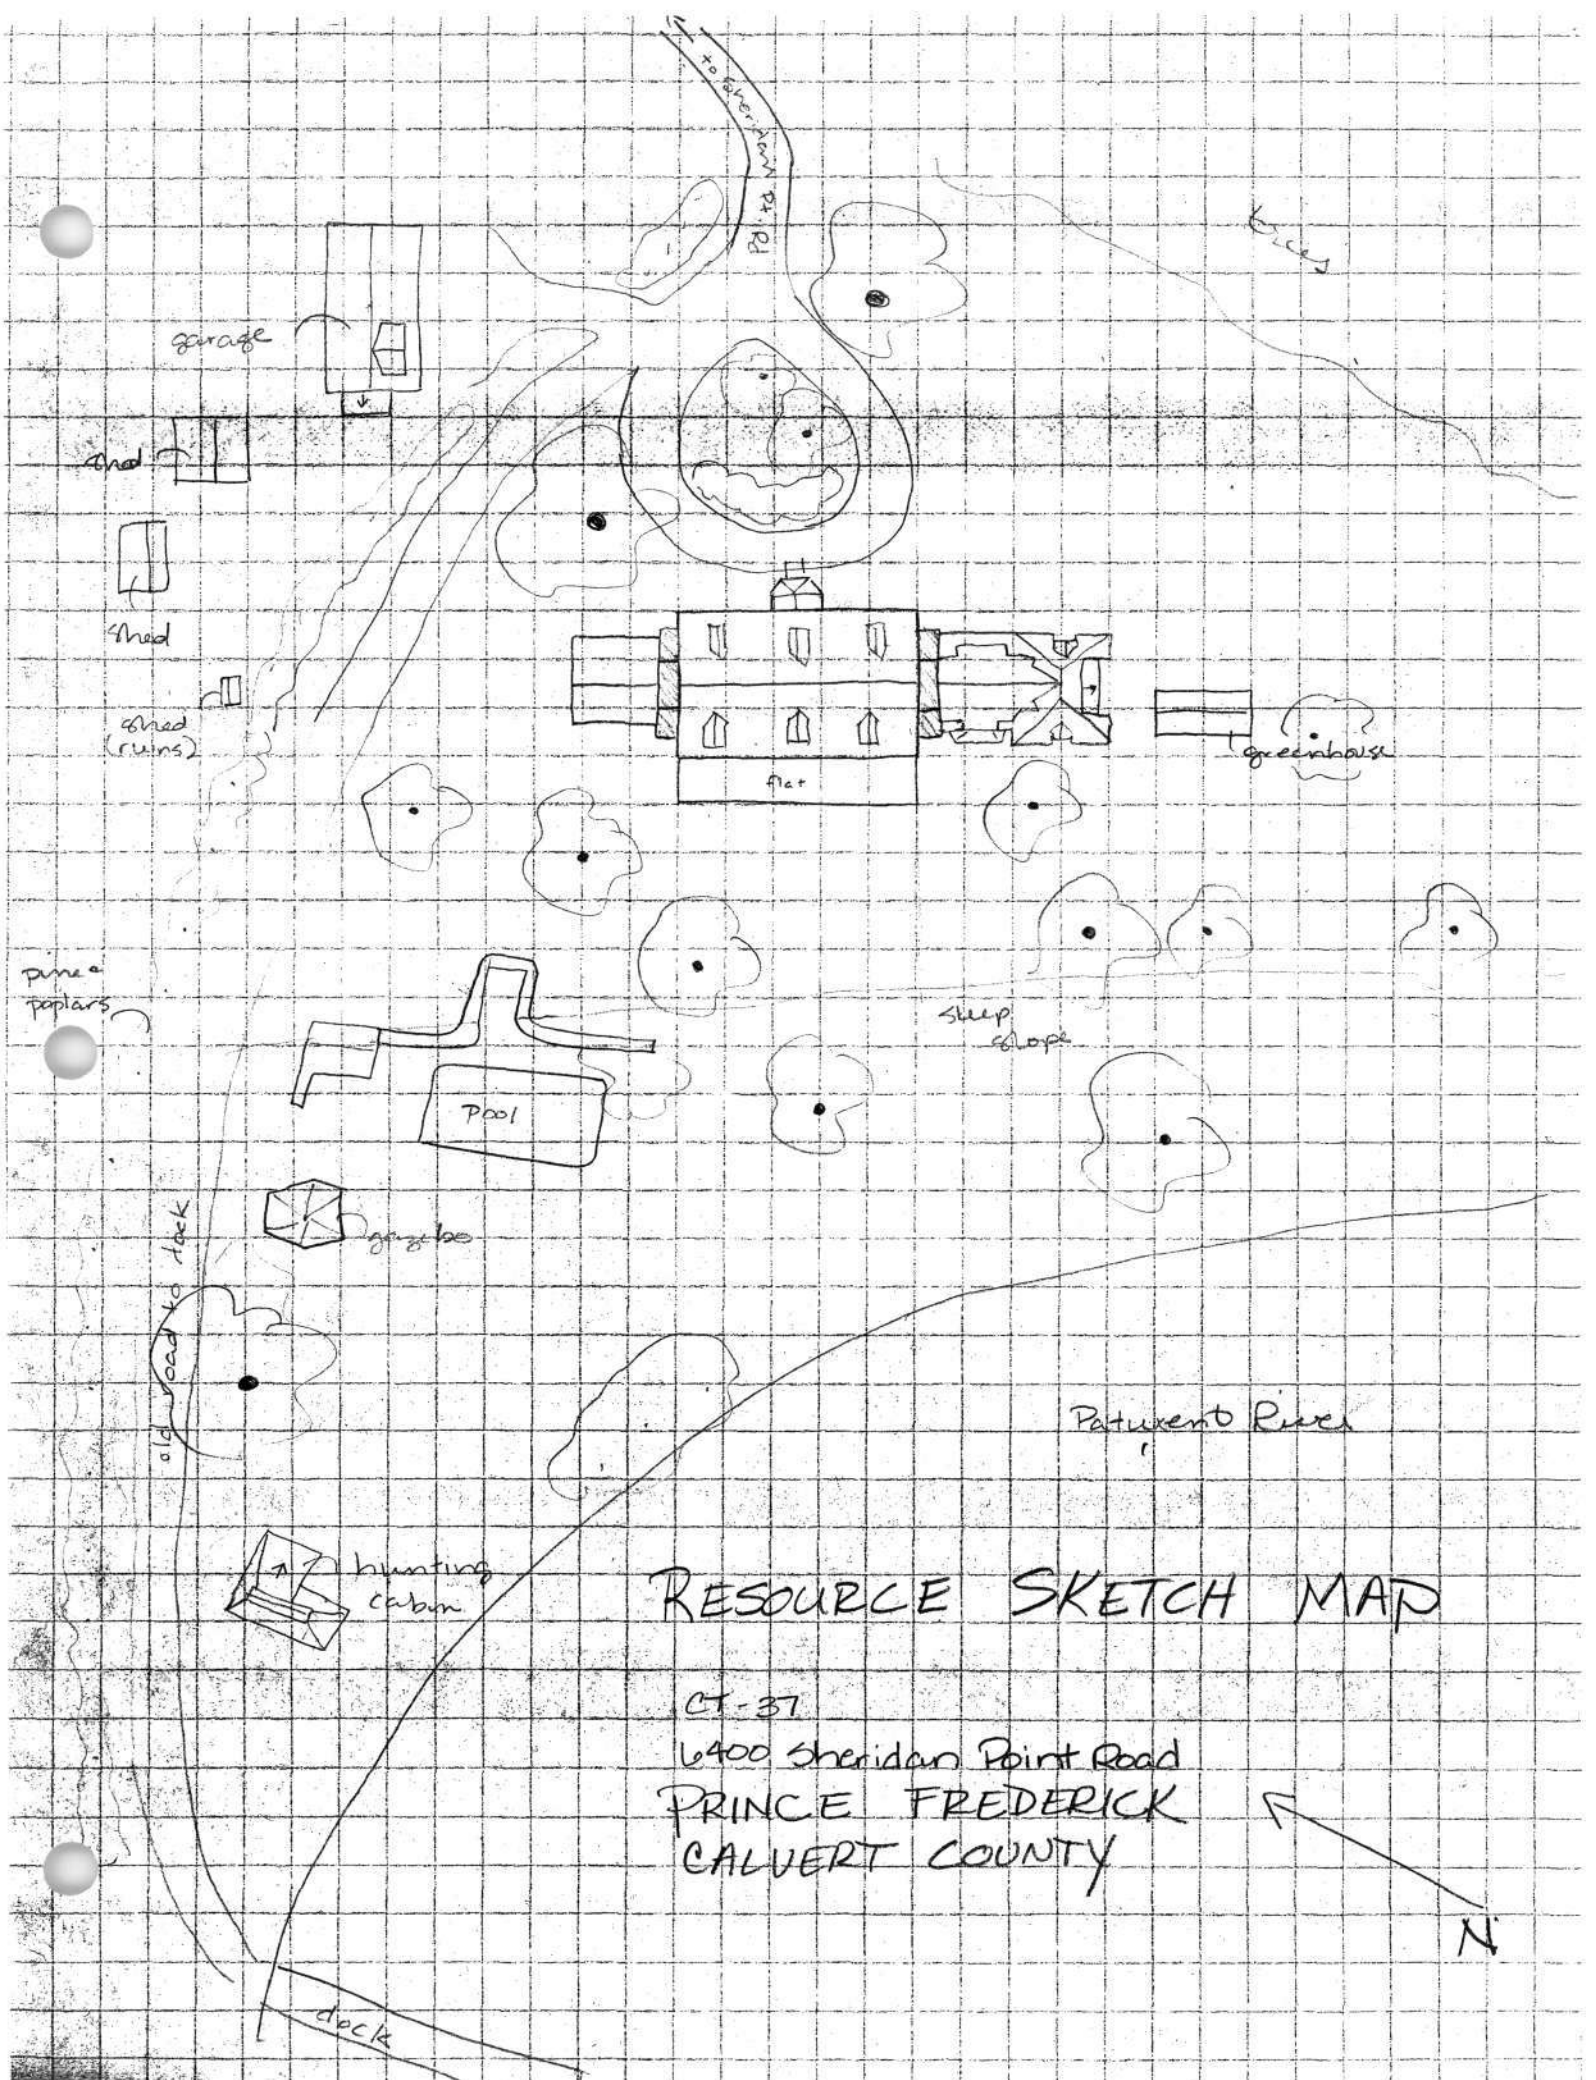 to Sheridan Pt. Rd
trees
garage
shed
shed
shed
(ruins)
flat
greenhouse
pine &
poplars
steep
slope
pool
gazebo
old road to dock
Patuxent River
hunting
cabin
RESOURCE SKETCH MAP
CT-37
6400 Sheridan Point Road
PRINCE FREDERICK
CALVERT COUNTY
N
dock